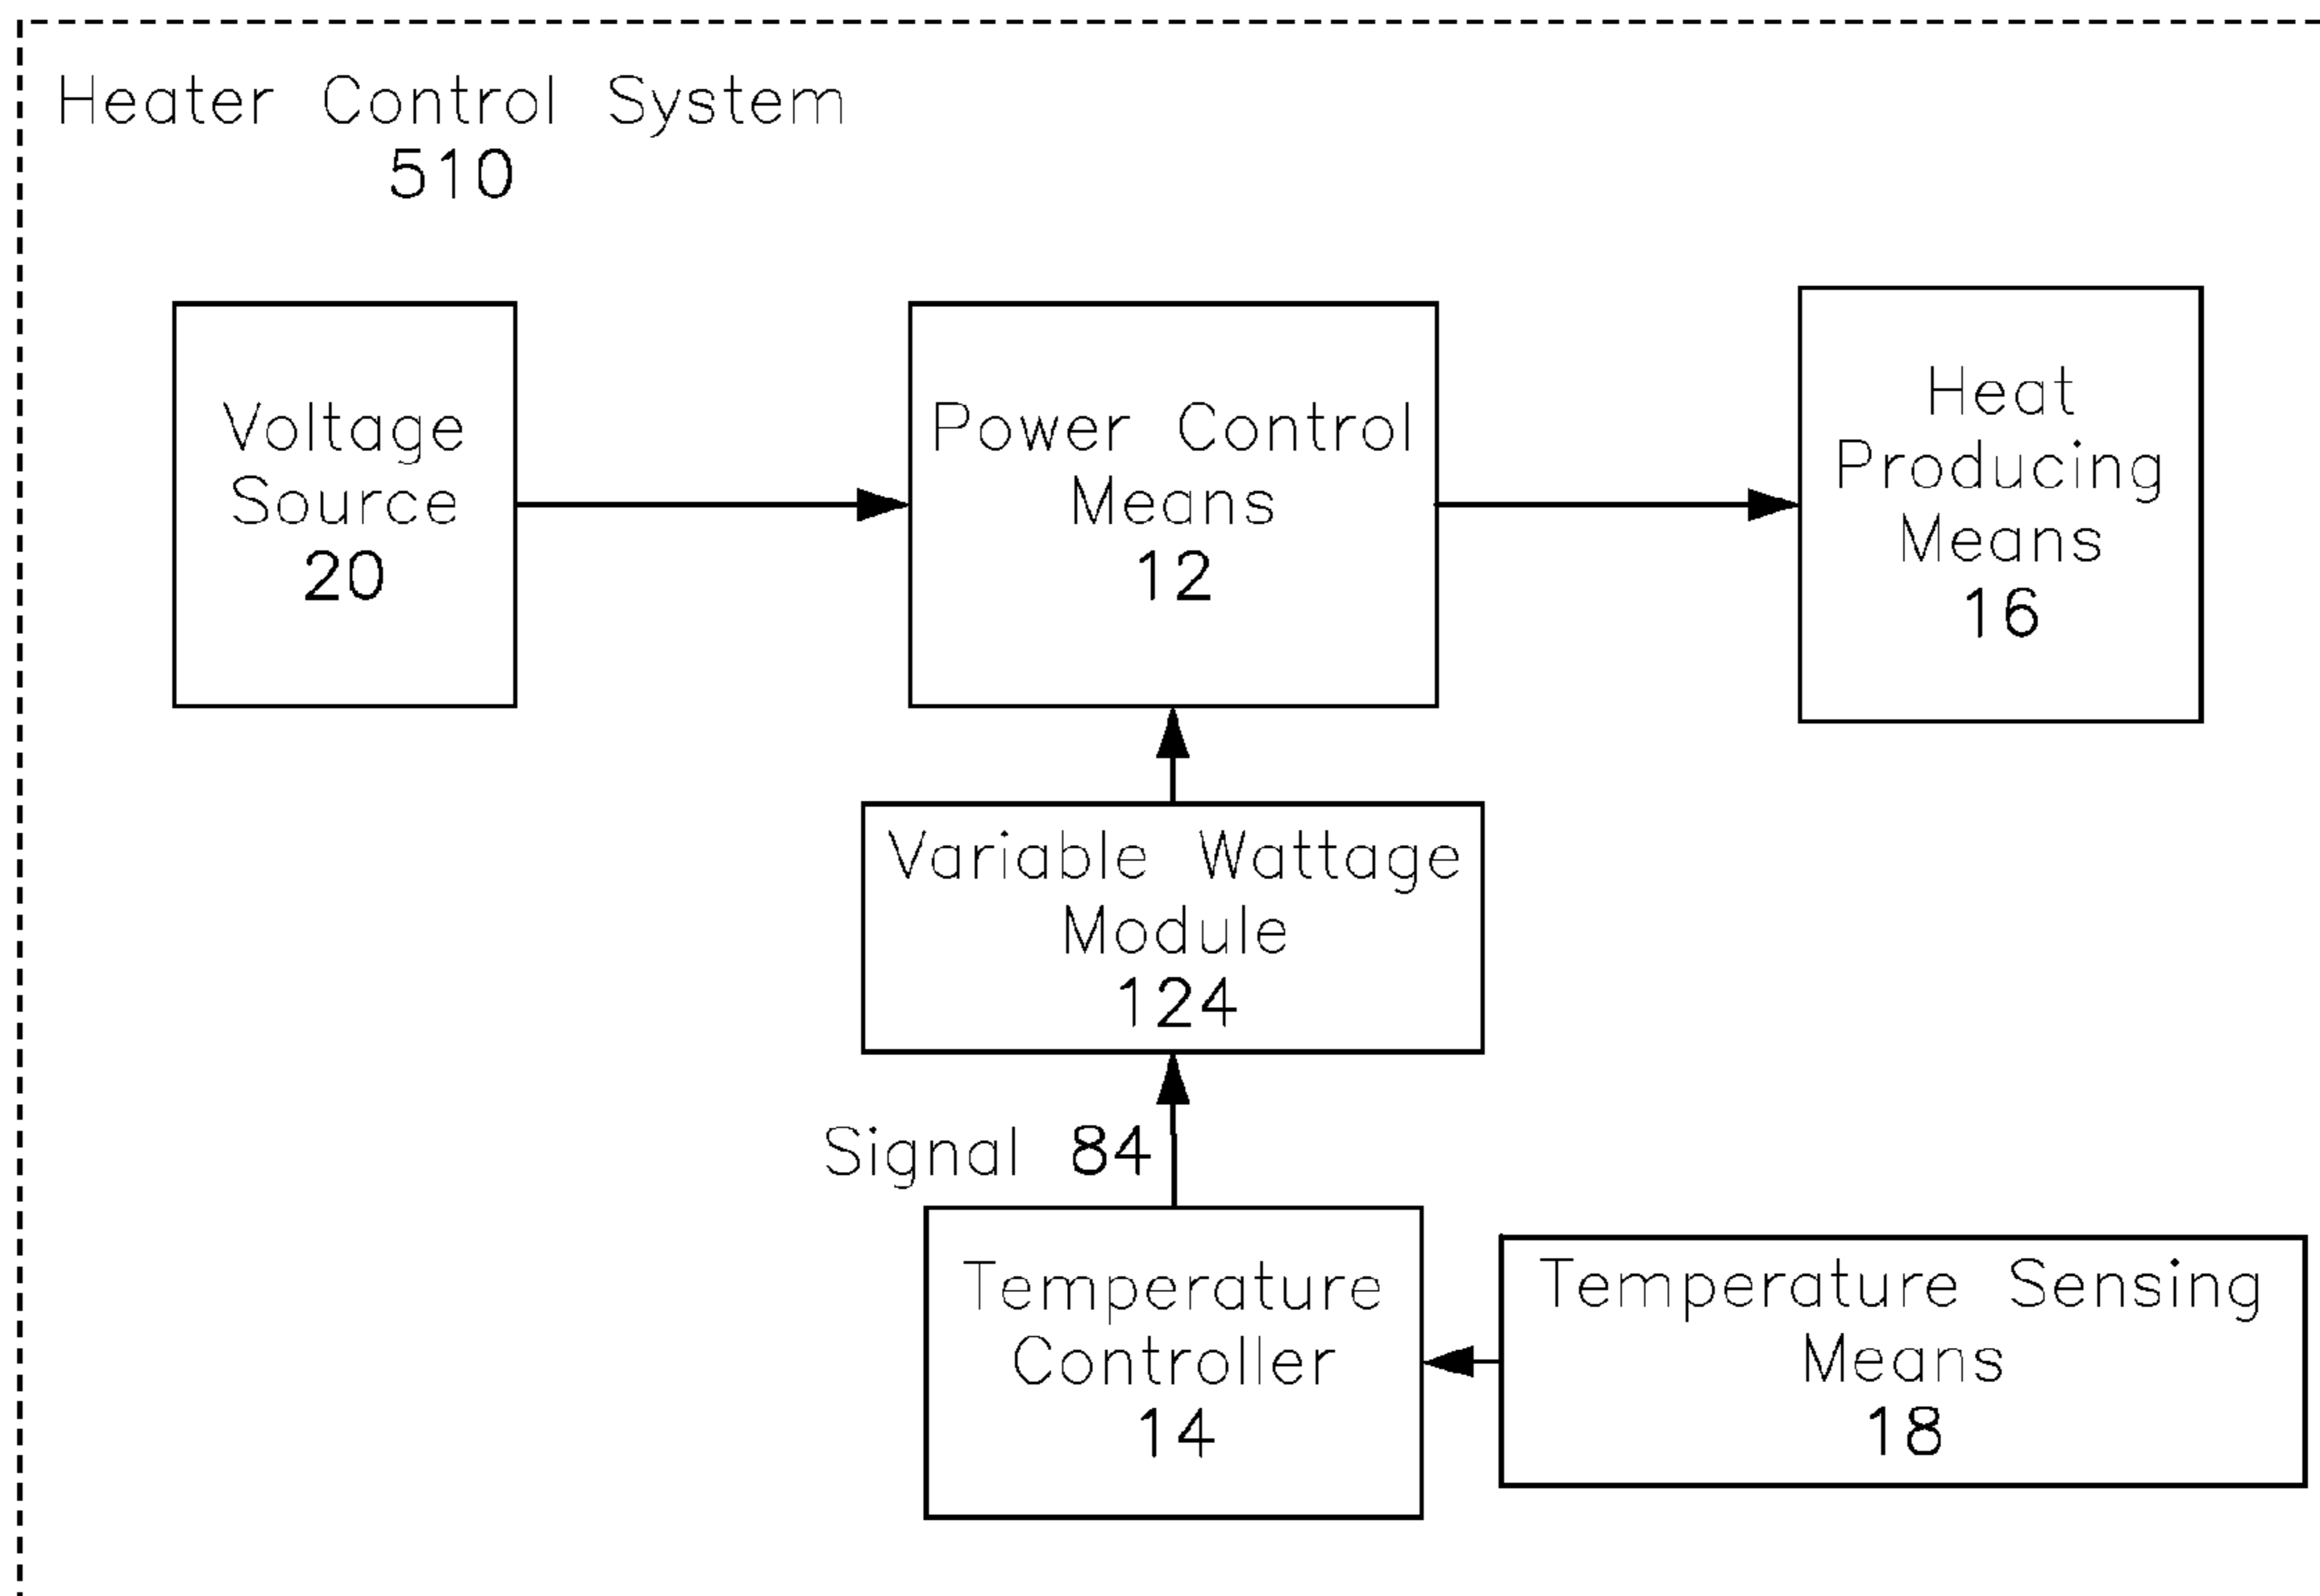 Heater Control System
510
Voltage
Source
20
Power Control
Means
12
Heat
Producing
Means
16
Variable Wattage
Module
124
Signal 84
Temperature
Controller
14
Temperature Sensing
Means
18